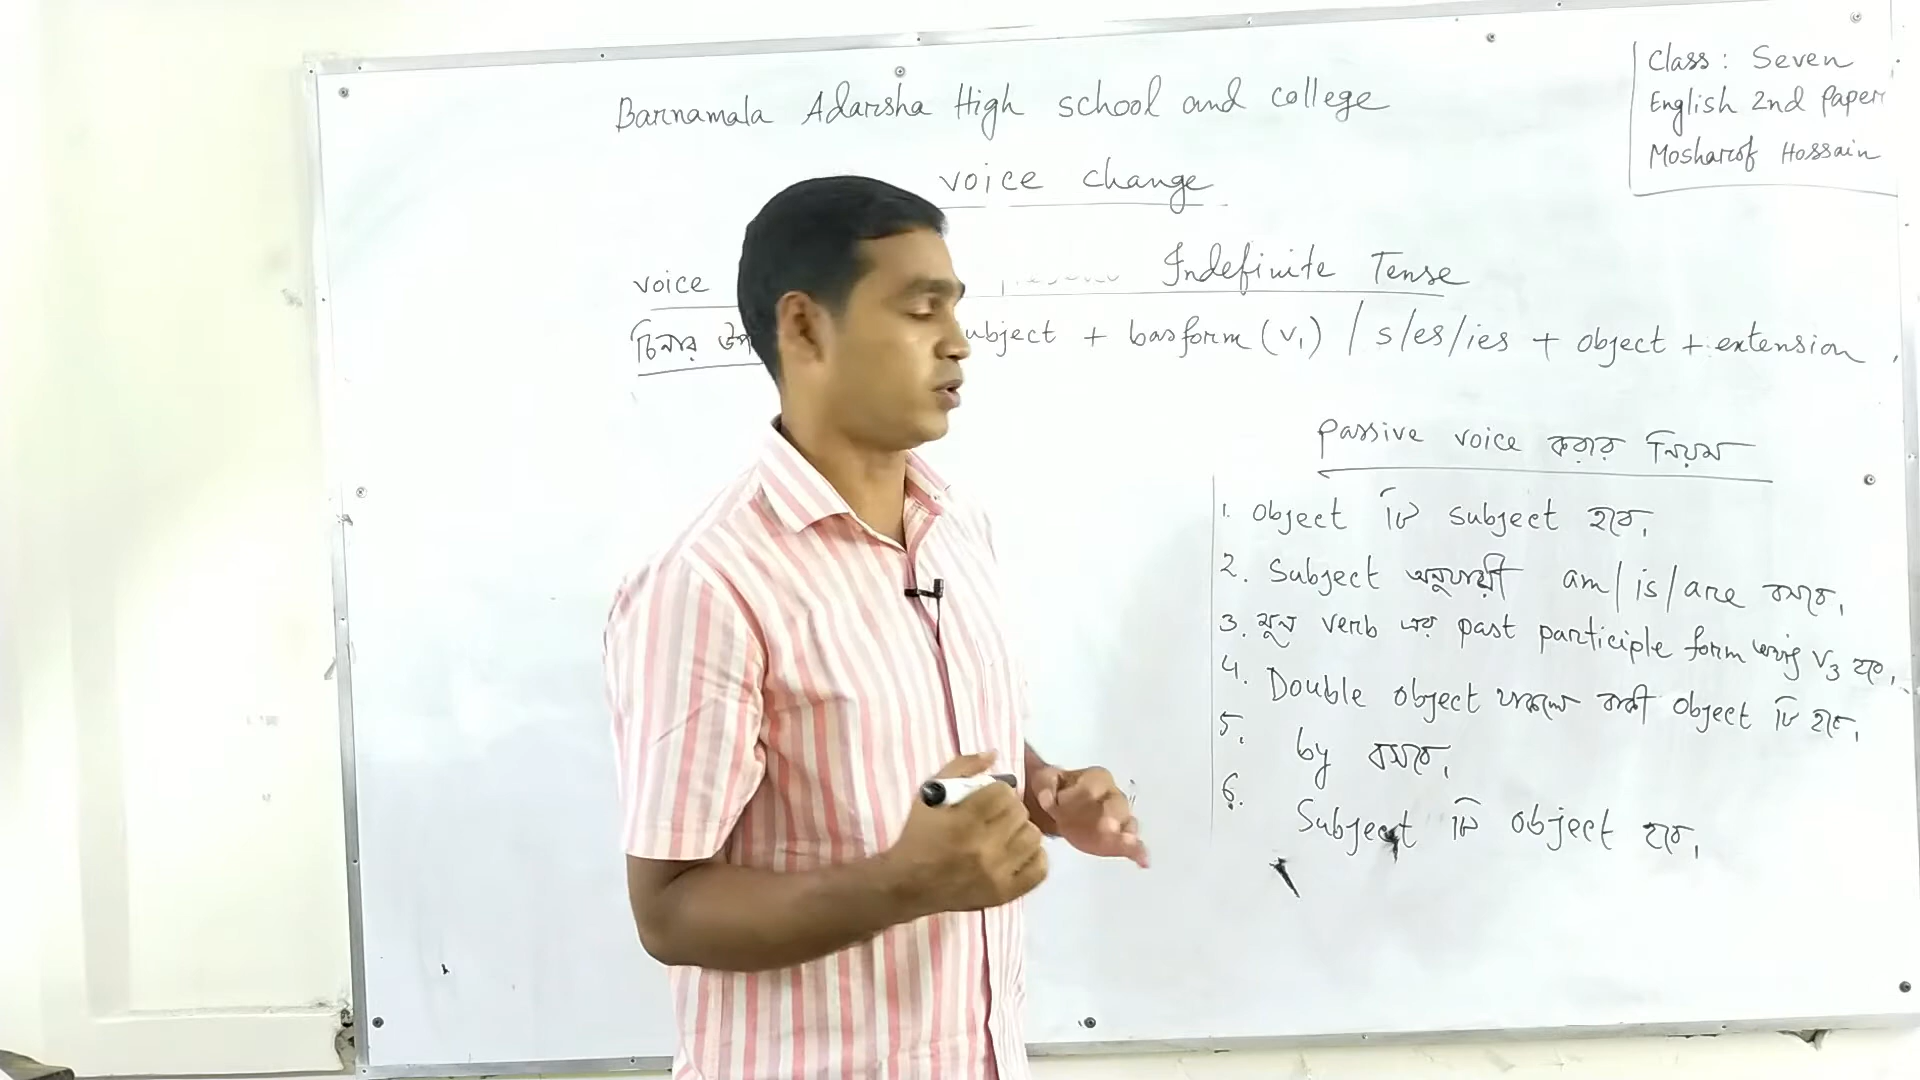 Barnamala Adarsha High school and college
Class : Seven
English 2nd Paper
Mosharof Hossain
voice change
voice Indefinite Tense
চিনার উপ ubject + basform (v₁) / s/es/ies + object + extension
passive voice করার নিয়ম
1. Object টি subject হবে,
2. Subject অনুযায়ী am/is/are বসবে,
3. মূল verb এর past participle form অর্থাৎ V₃ হবে,
4. Double object থাকলে বাকী object টি হবে,
5. by বসবে,
6. Subject টি object হবে,